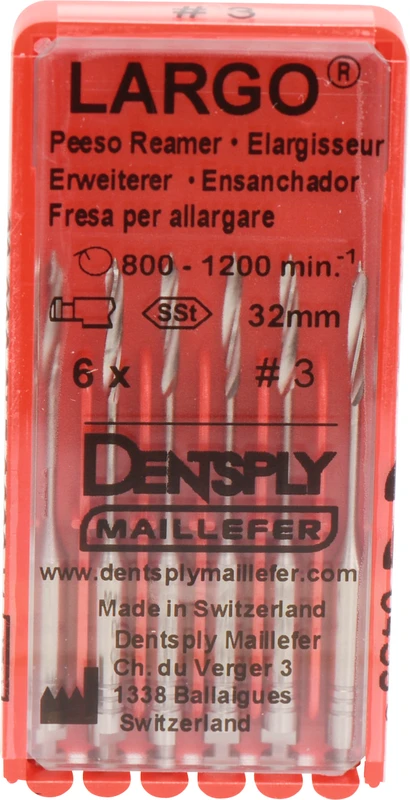 # 3
LARGO®
Peeso Reamer • Elargisseur
Erweiterer • Ensanchador
Fresa per allargare
800 - 1200 min.-1
SSt 32mm
6 x # 3
DENTSPLY
MAILLEFER
www.dentsplymaillefer.com
Made in Switzerland
Dentsply Maillefer
Ch. du Verger 3
1338 Ballaigues
Switzerland